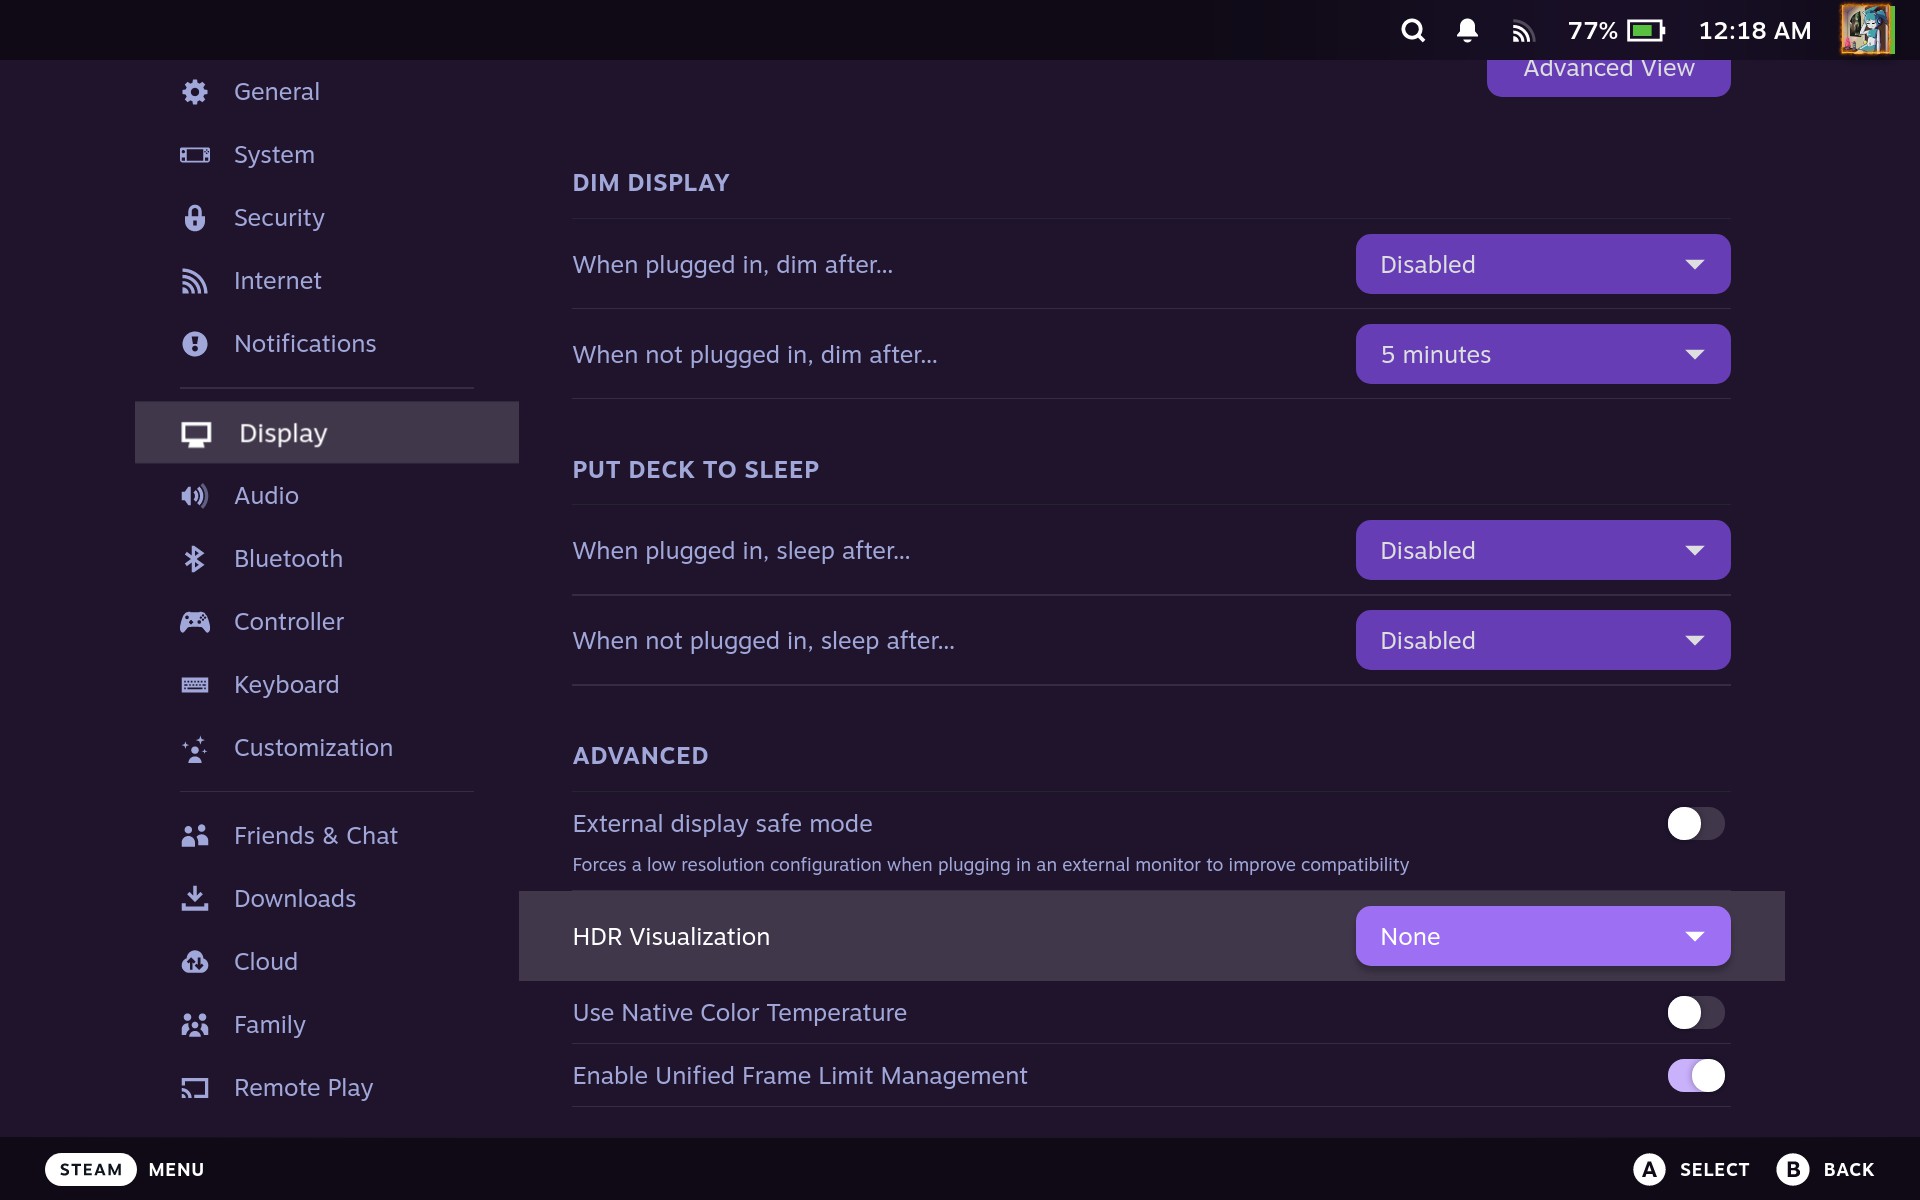 77%
12:18 AM
Advanced View
General
System
Security
Internet
Notifications
Display
Audio
Bluetooth
Controller
Keyboard
Customization
Friends & Chat
Downloads
Cloud
Family
Remote Play
DIM DISPLAY
When plugged in, dim after...
Disabled
When not plugged in, dim after...
5 minutes
PUT DECK TO SLEEP
When plugged in, sleep after...
Disabled
When not plugged in, sleep after...
Disabled
ADVANCED
External display safe mode
Forces a low resolution configuration when plugging in an external monitor to improve compatibility
HDR Visualization
None
Use Native Color Temperature
Enable Unified Frame Limit Management
STEAM MENU
A SELECT B BACK